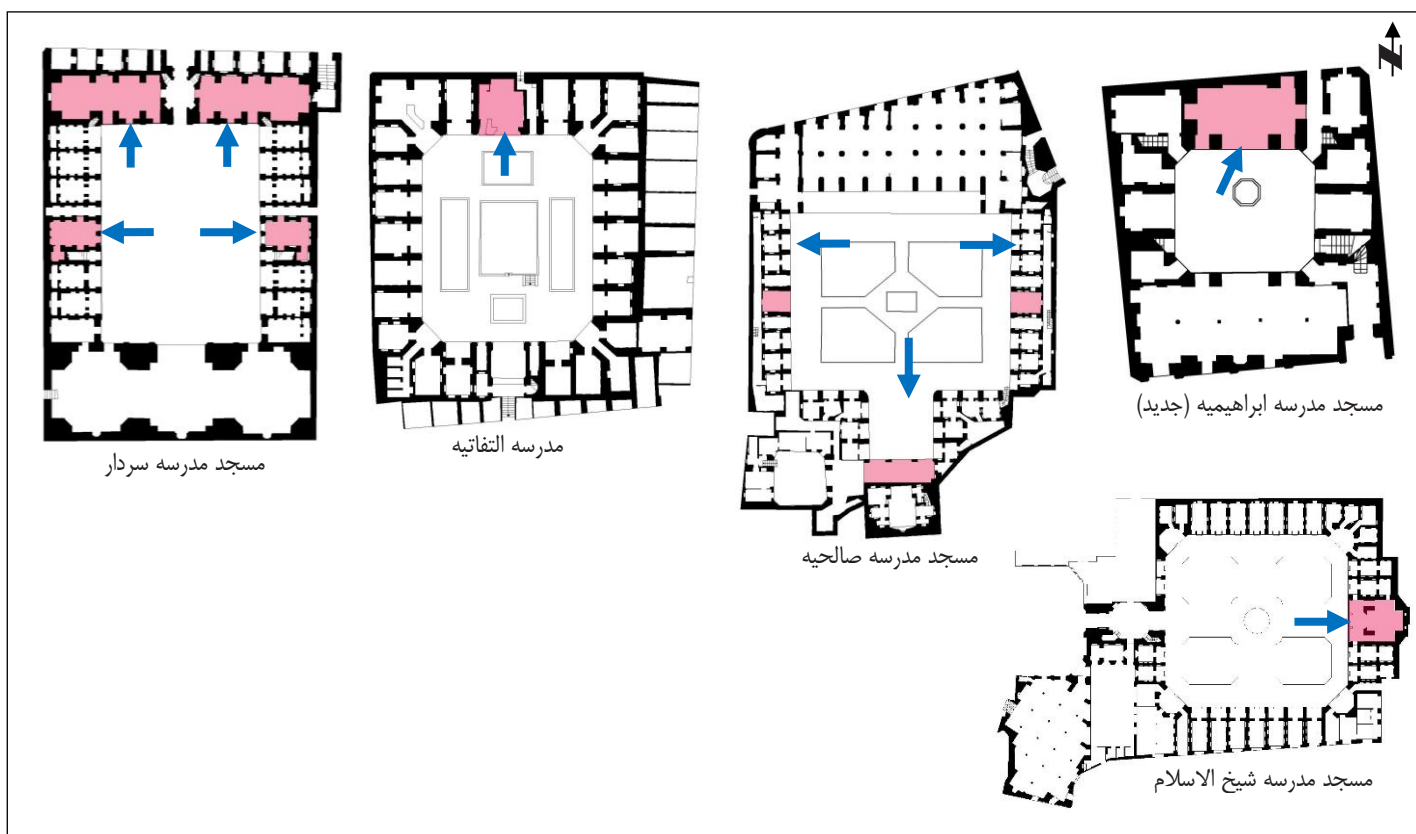 N
مسجد مدرسه سردار
مدرسه التفاتیه
مسجد مدرسه صالحیه
مسجد مدرسه ابراهیمیه (جدید)
مسجد مدرسه شیخ الاسلام